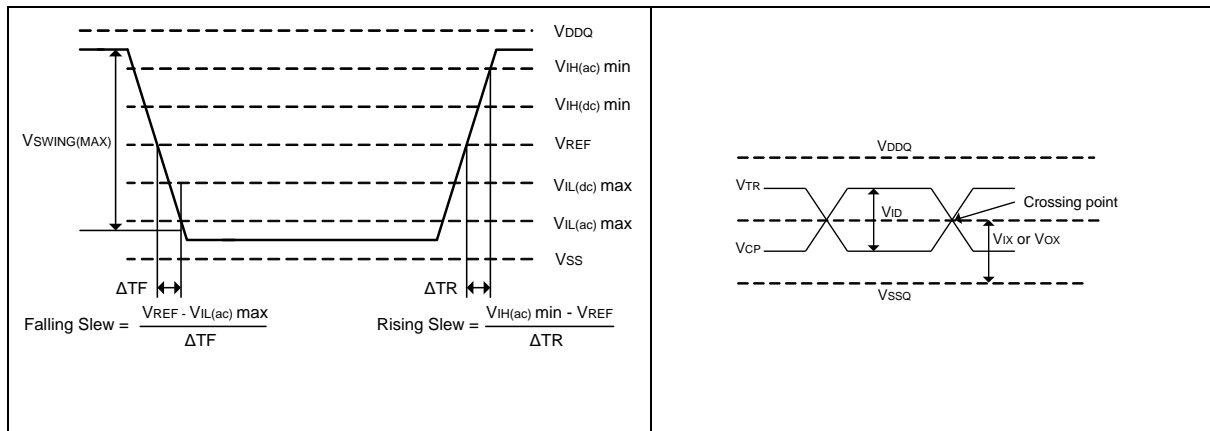 VDDQ
VIH(ac) min
VIH(dc) min
VSWING(MAX)
VREF
VIL(dc) max
VIL(ac) max
VSS
ΔTF
ΔTR
Falling Slew = VREF - VIL(ac) max
ΔTF
Rising Slew = VIH(ac) min - VREF
ΔTR
VDDQ
VTR
VID
Crossing point
VCP
VIX or VOX
VSSQ